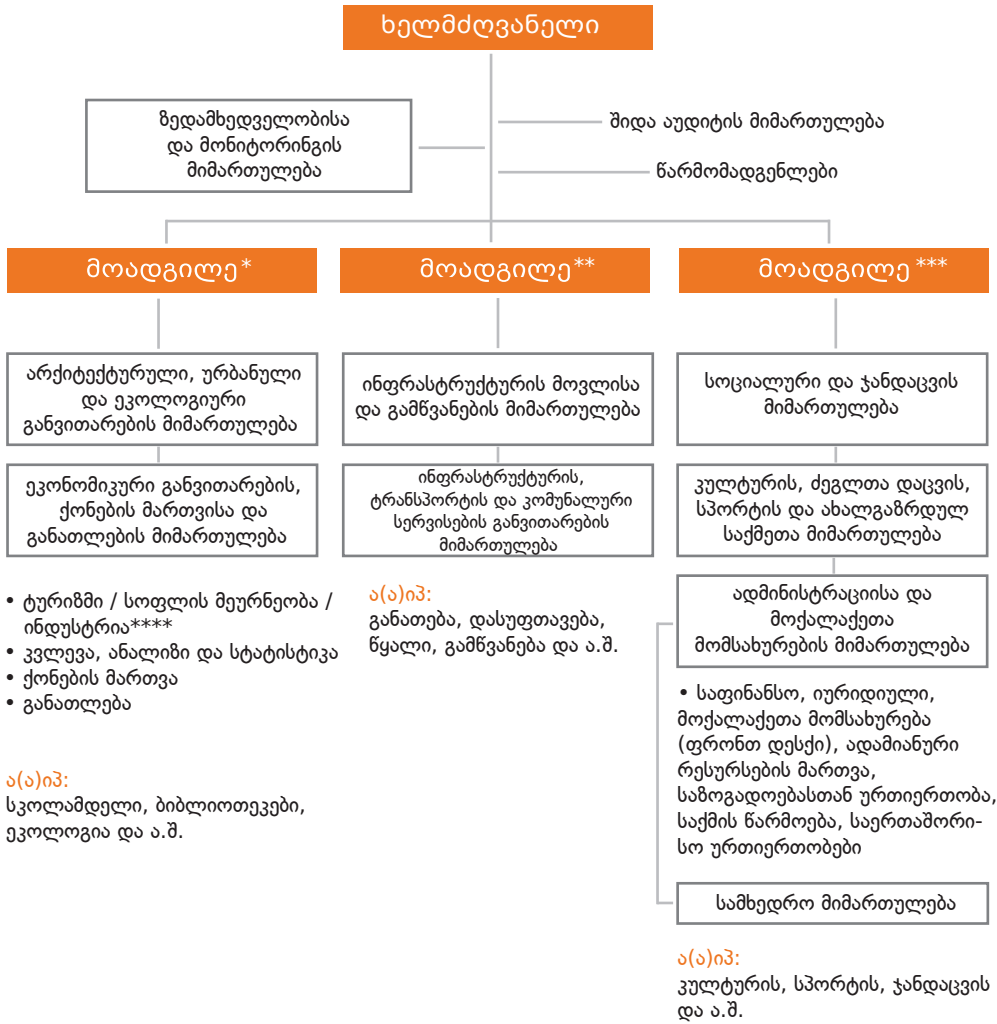 ხელმძღვანელი
ზედამხედველობისა
და მონიტორინგის
მიმართულება
შიდა აუდიტის მიმართულება
წარმომადგენლები
მოადგილე*
არქიტექტურული, ურბანული
და ეკოლოგიური
განვითარების მიმართულება
ეკონომიკური განვითარების,
ქონების მართვისა და
განათლების მიმართულება
• ტურიზმი / სოფლის მეურნეობა /
ინდუსტრია****
• კვლევა, ანალიზი და სტატისტიკა
• ქონების მართვა
• განათლება
ა(ა)იპ:
სკოლამდელი, ბიბლიოთეკები,
ეკოლოგია და ა.შ.
მოადგილე**
ინფრასტრუქტურის მოვლისა
და გამწვანების მიმართულება
ინფრასტრუქტურის,
ტრანსპორტის და კომუნალური
სერვისების განვითარების
მიმართულება
ა(ა)იპ:
განათება, დასუფთავება,
წყალი, გამწვანება და ა.შ.
მოადგილე***
სოციალური და ჯანდაცვის
მიმართულება
კულტურის, ძეგლთა დაცვის,
სპორტის და ახალგაზრდულ
საქმეთა მიმართულება
ადმინისტრაციისა და
მოქალაქეთა
მომსახურების მიმართულება
• საფინანსო, იურიდიული,
მოქალაქეთა მომსახურება
(ფრონთ დესქი), ადამიანური
რესურსების მართვა,
საზოგადოებასთან ურთიერთობა,
საქმის წარმოება, საერთაშორი-
სო ურთიერთობები
სამხედრო მიმართულება
ა(ა)იპ:
კულტურის, სპორტის, ჯანდაცვის
და ა.შ.